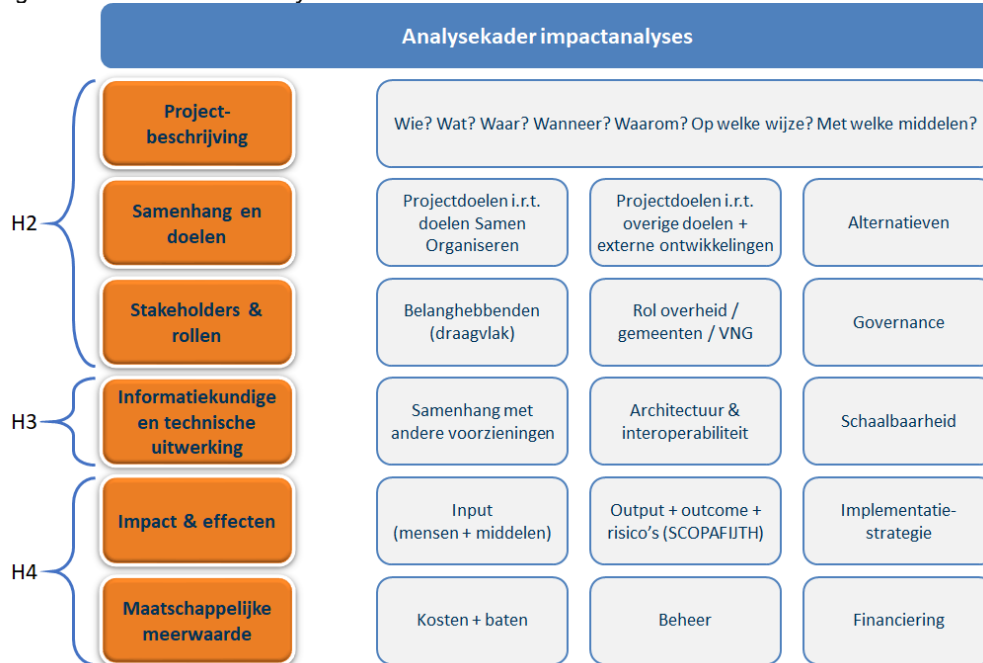 Analysekader impactanalyses
Project-
beschrijving
Wie? Wat? Waar? Wanneer? Waarom? Op welke wijze? Met welke middelen?
H2
Samenhang en
doelen
Projectdoelen i.r.t.
doelen Samen
Organiseren
Projectdoelen i.r.t.
overige doelen +
externe ontwikkelingen
Alternatieven
Stakeholders &
rollen
Belanghebbenden
(draagvlak)
Rol overheid /
gemeenten / VNG
Governance
H3
Informatiekundige
en technische
uitwerking
Samenhang met
andere voorzieningen
Architectuur &
interoperabiliteit
Schaalbaarheid
H4
Impact & effecten
Input
(mensen + middelen)
Output + outcome +
risico's (SCOPAFIJTH)
Implementatie-
strategie
Maatschappelijke
meerwaarde
Kosten + baten
Beheer
Financiering